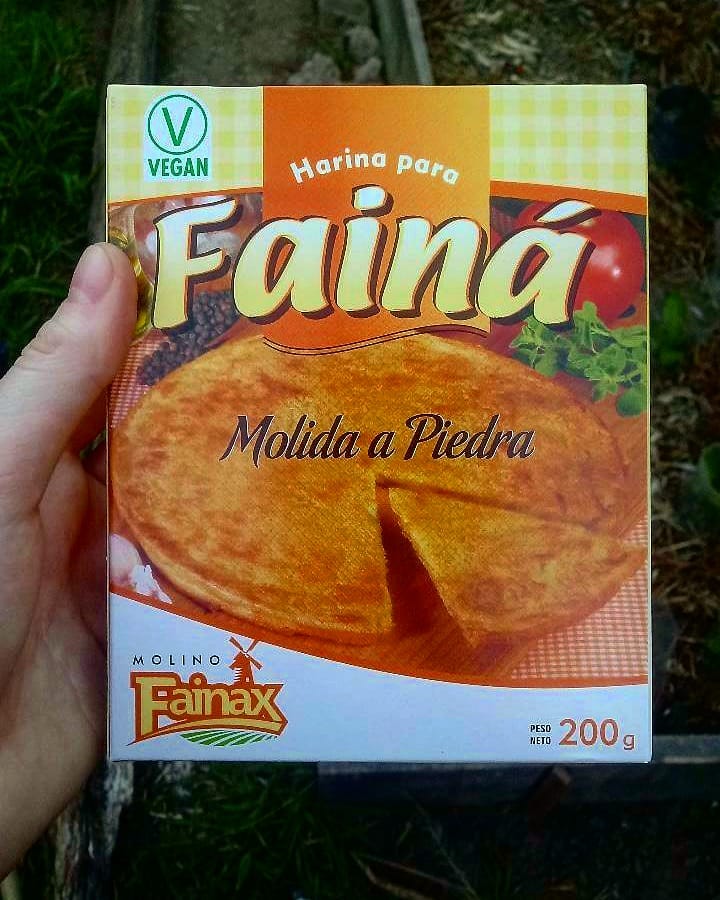 V
VEGAN
Harina para
Fainá
Molida a Piedra
MOLINO
Fainax
PESO
NETO
200g